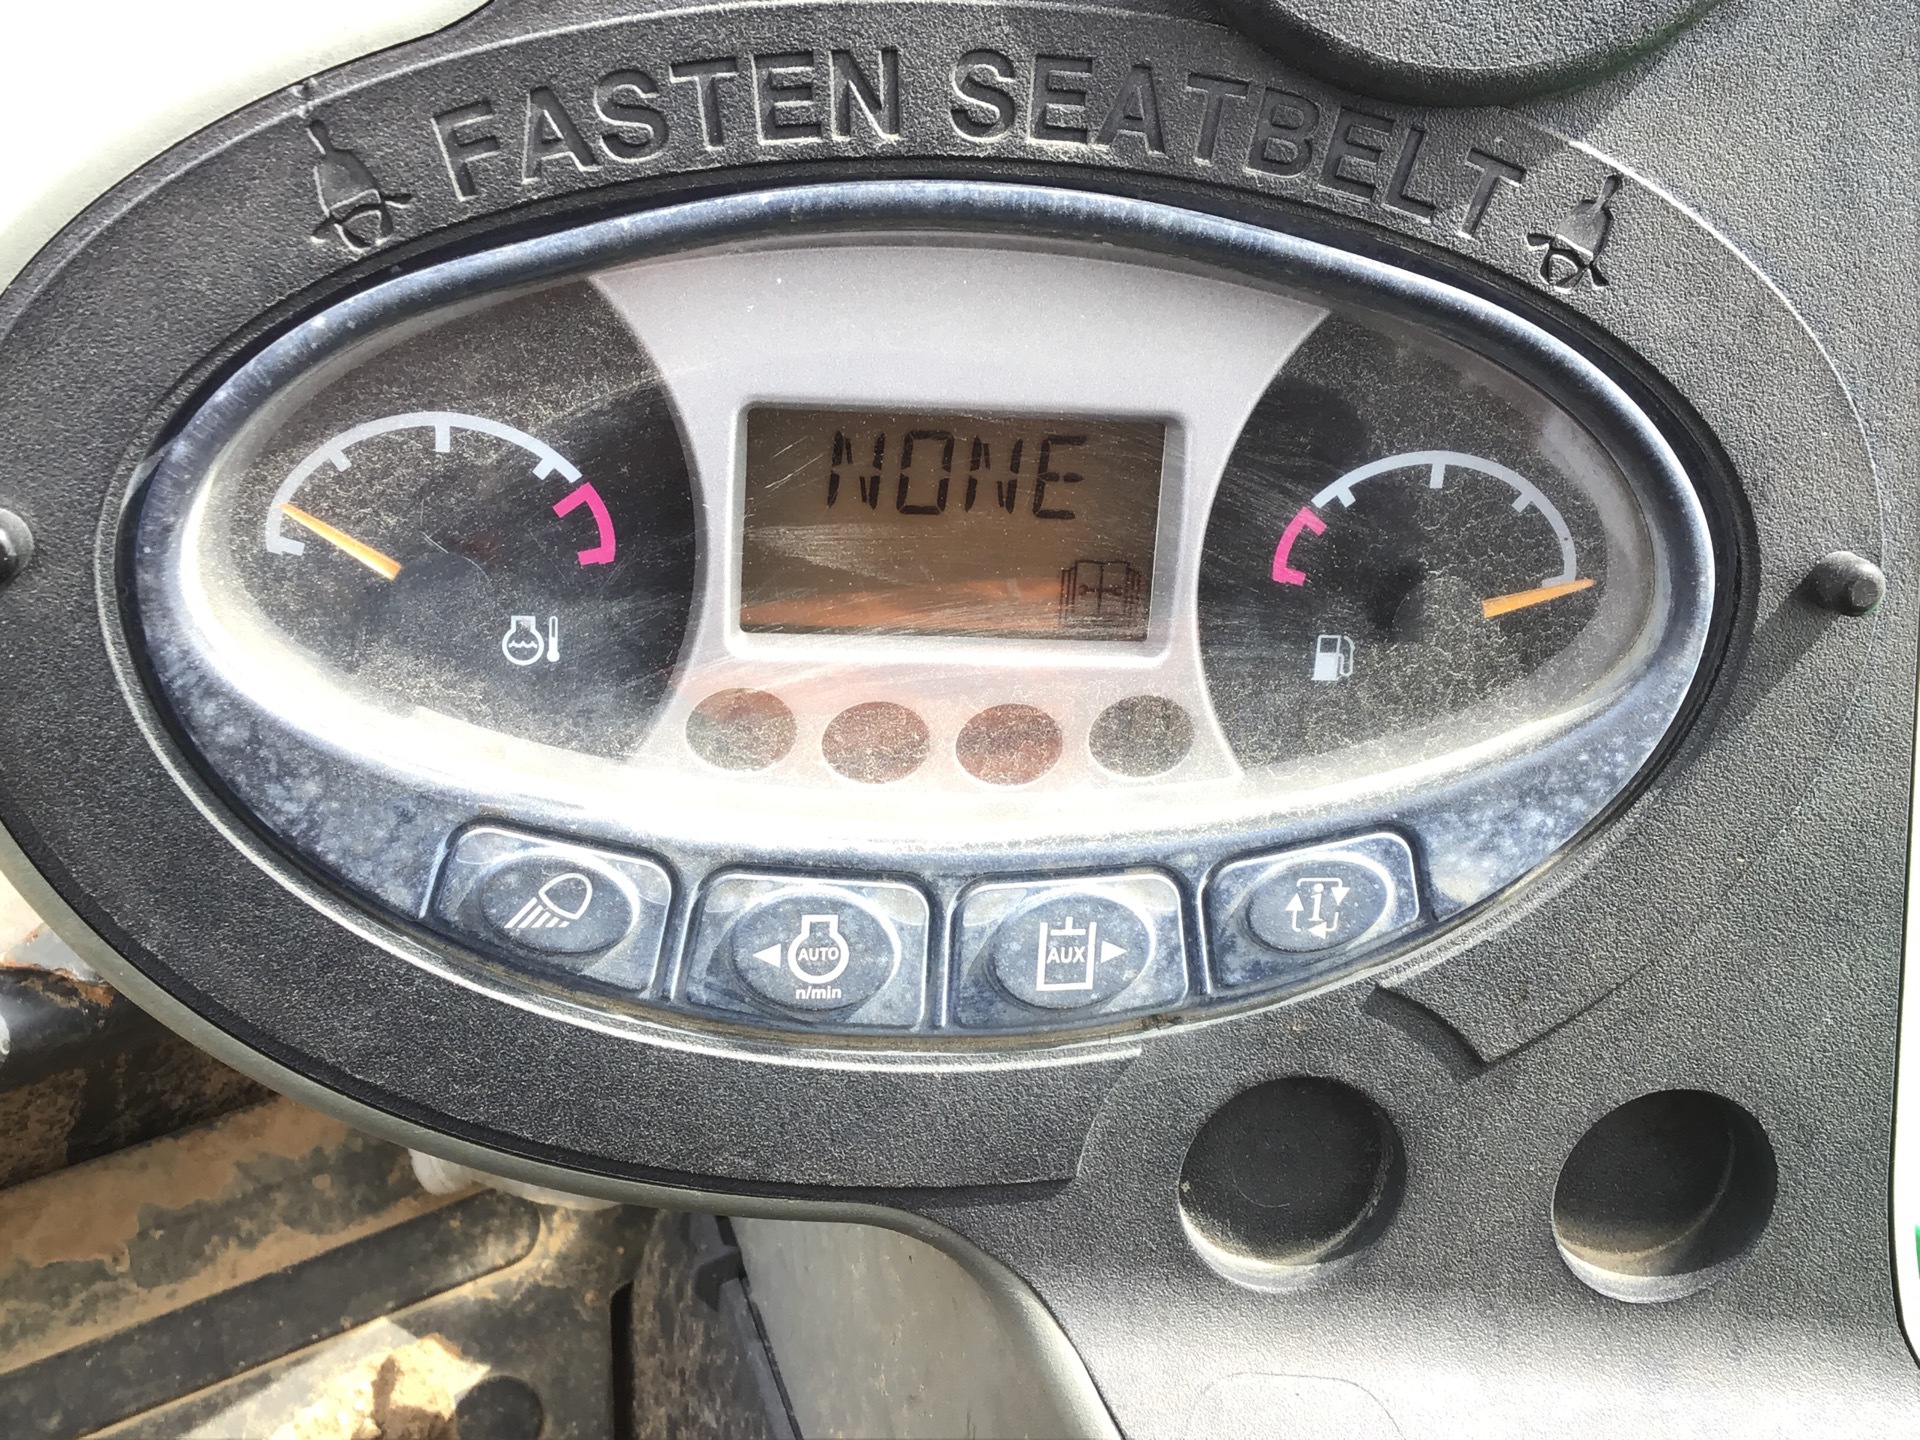 FASTEN SEATBELT
NONE
AUTO
n/min
AUX
i